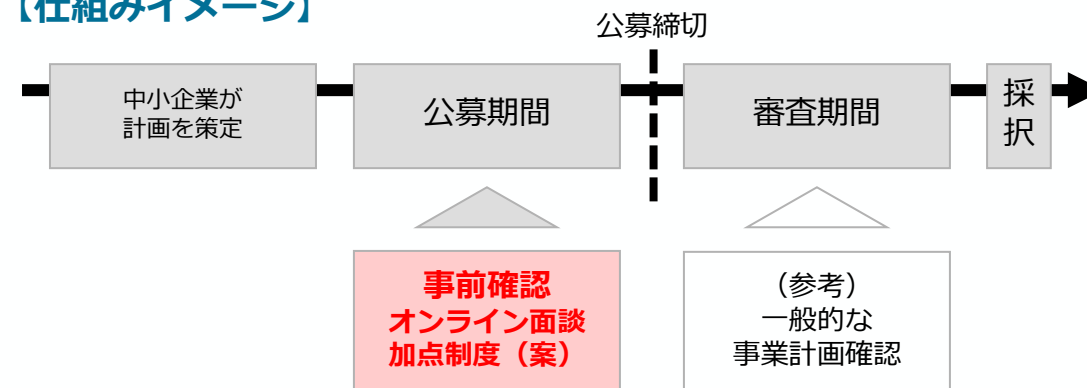 【仕組みイメージ】
公募締切
中小企業が
計画を策定
公募期間
審査期間
採
択
事前確認
オンライン面談
加点制度（案）
（参考）
一般的な
事業計画確認